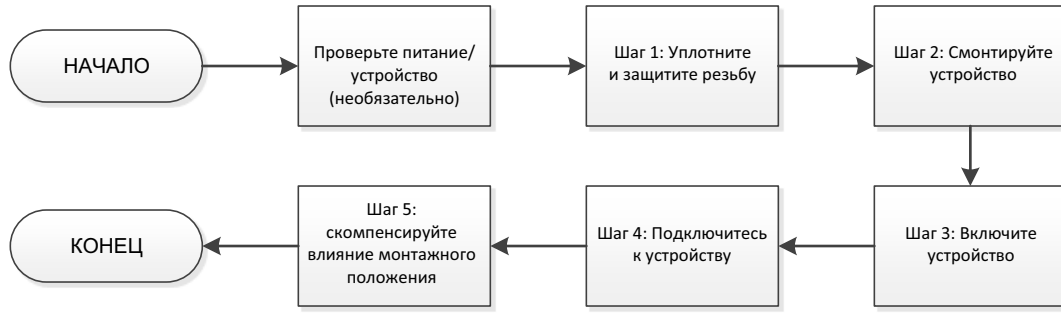 НАЧАЛО
Проверьте питание/
устройство
(необязательно)
Шаг 1: Уплотните
и защитите резьбу
Шаг 2: Смонтируйте
устройство
Шаг 3: Включите
устройство
Шаг 4: Подключитесь
к устройству
Шаг 5:
скомпенсируйте
влияние монтажного
положения
КОНЕЦ